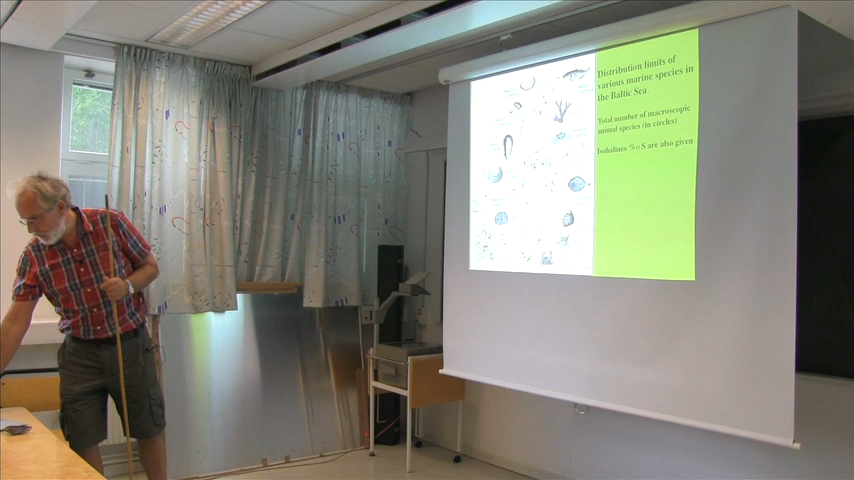 Distribution limits of
various marine species in
the Baltic Sea
Total number of macroscopic
animal species (in circles)
Isohalines ‰ S are also given